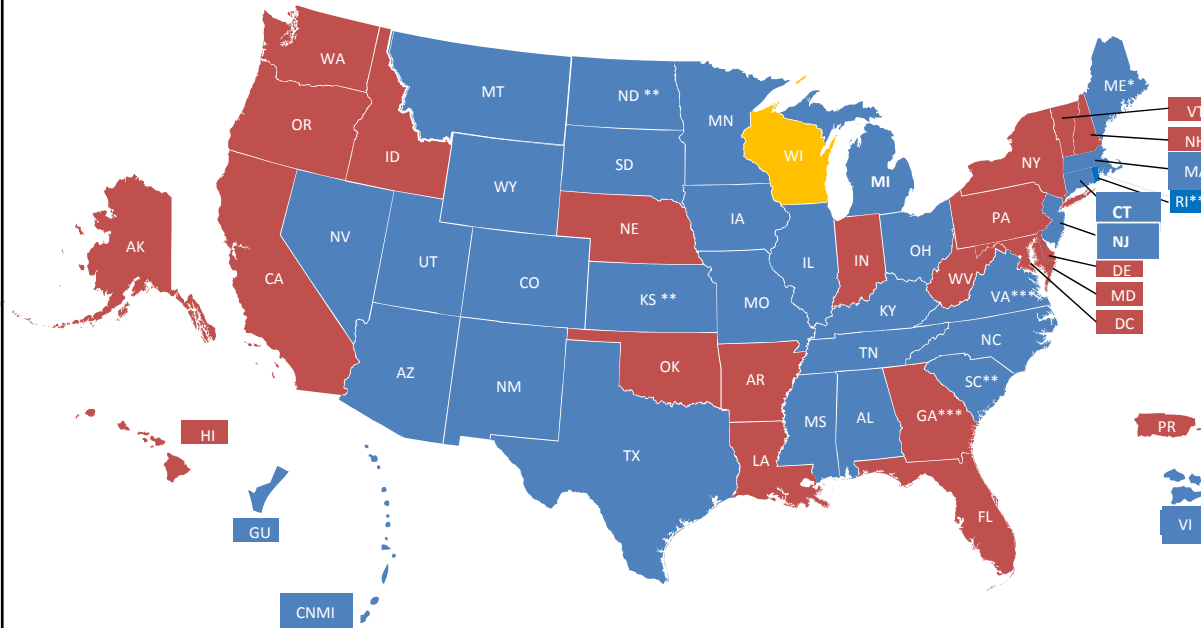 WA
MT
ND **
MN
ME*
VT
NH
OR
ID
WI
NY
MA
SD
MI
WY
RI**
CT
IA
PA
NE
NV
NJ
AK
UT
IL
IN
OH
DE
CA
CO
WV
MD
KS **
MO
VA***
KY
DC
NC
TN
OK
AZ
AR
SC**
NM
GA***
MS
AL
PR
HI
TX
LA
FL
VI
GU
CNMI